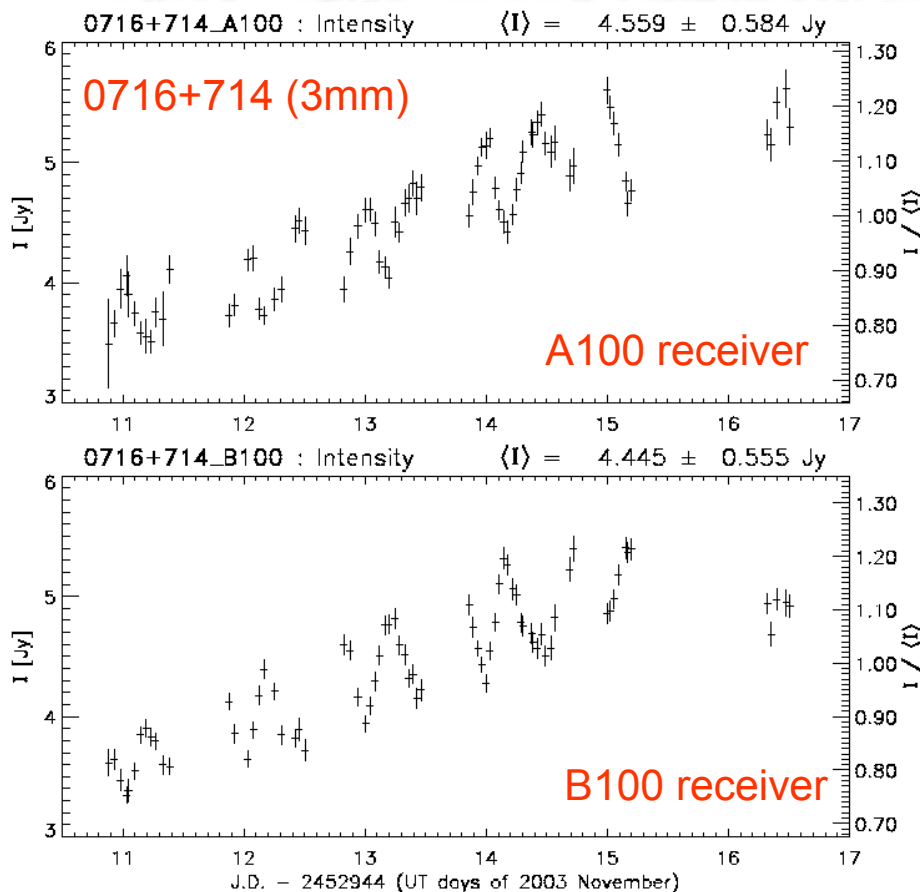 0716+714_A100 : Intensity ⟨I⟩ = 4.559 ± 0.584 Jy
6
5
4
3
I [Jy]
0716+714 (3mm)
A100 receiver
1.30
1.20
1.10
1.00
0.90
0.80
0.70
I / ⟨I⟩
11 12 13 14 15 16 17
0716+714_B100 : Intensity ⟨I⟩ = 4.445 ± 0.555 Jy
6
5
4
3
I [Jy]
B100 receiver
1.30
1.20
1.10
1.00
0.90
0.80
0.70
I / ⟨I⟩
11 12 13 14 15 16 17
J.D. - 2452944 (UT days of 2003 November)